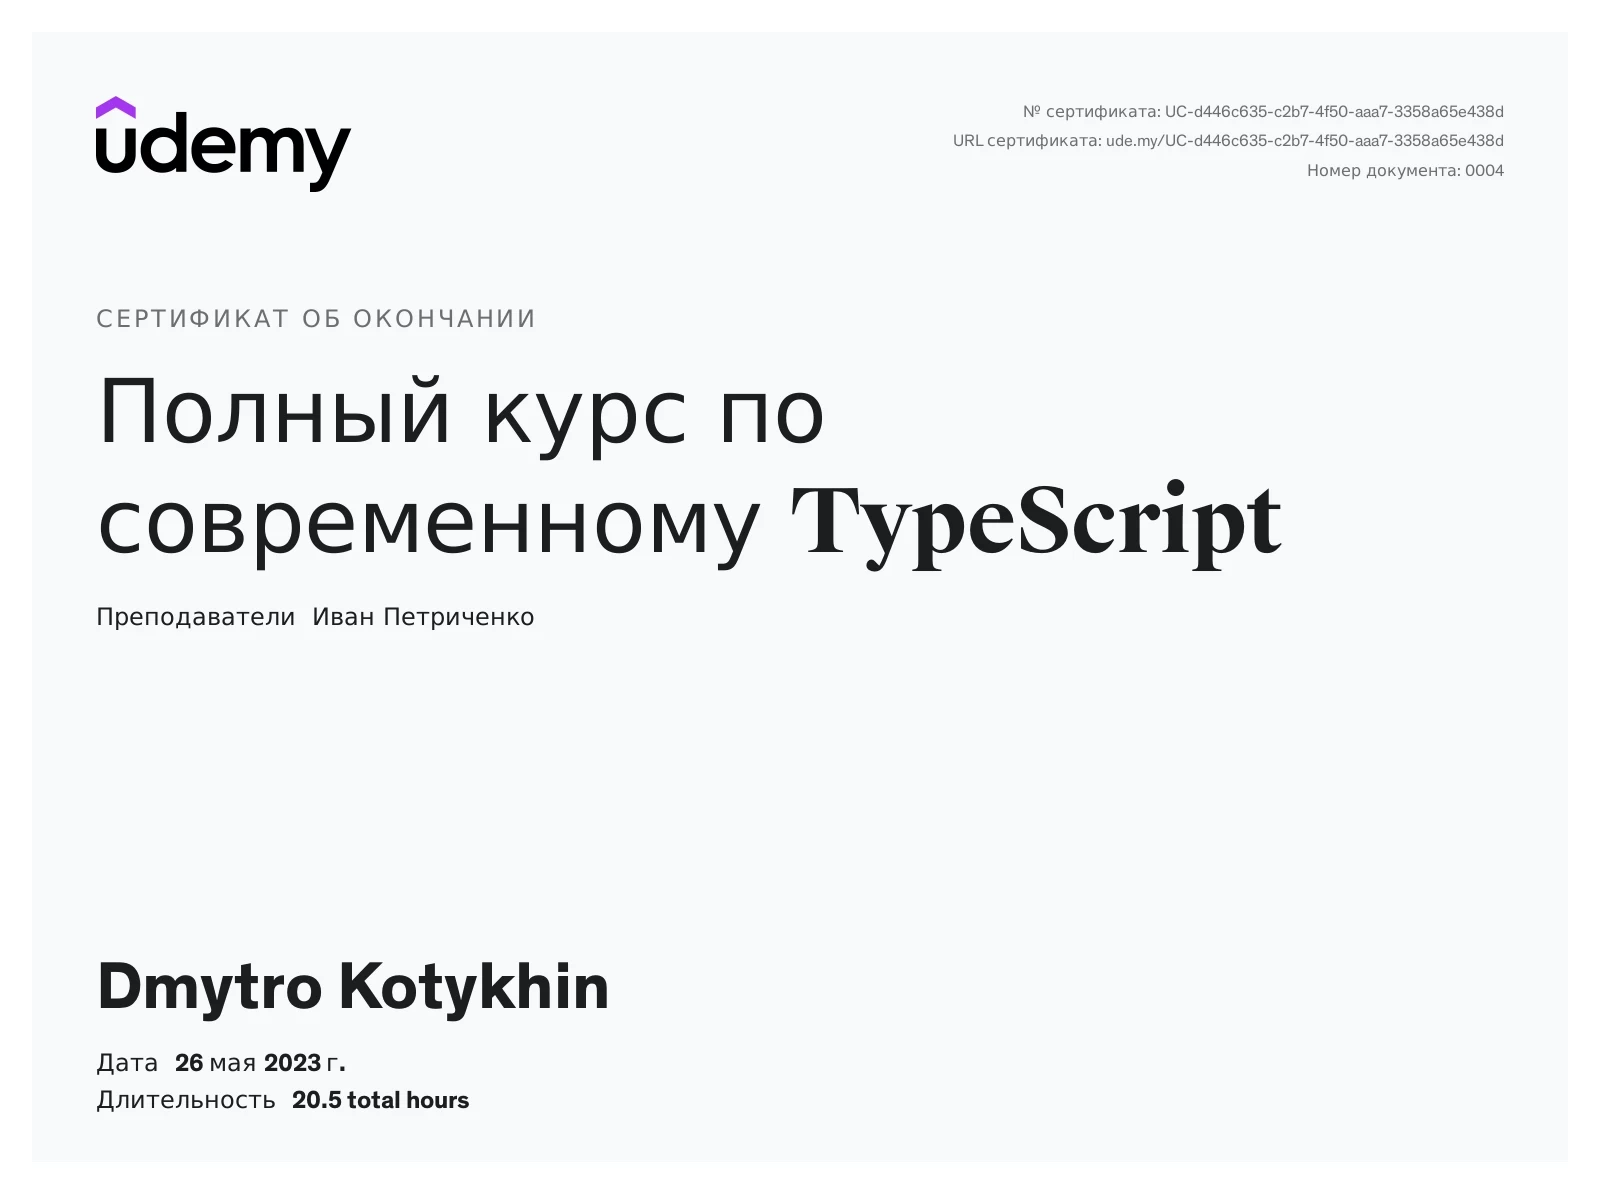 udemy
№ сертификата: UC-d446c635-c2b7-4f50-aaa7-3358a65e438d
URL сертификата: ude.my/UC-d446c635-c2b7-4f50-aaa7-3358a65e438d
Номер документа: 0004
СЕРТИФИКАТ ОБ ОКОНЧАНИИ
Полный курс по
современному TypeScript
Преподаватели Иван Петриченко
Dmytro Kotykhin
Дата 26 мая 2023 г.
Длительность 20.5 total hours